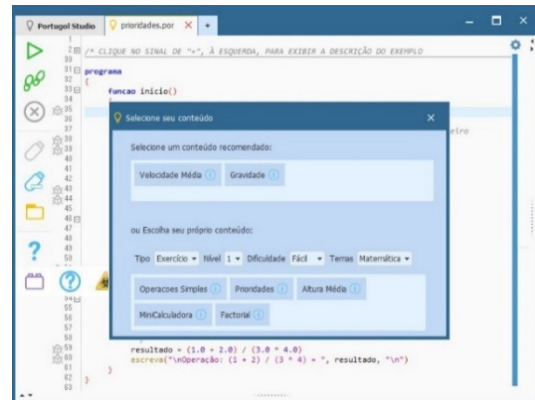 Portugol Studio prioridades.por × +
/* CLIQUE NO SINAL DE "+", À ESQUERDA, PARA EXIBIR A DESCRIÇÃO DO EXEMPLO
programa
{
funcao inicio()
Selecione seu conteúdo ×
Selecione um conteúdo recomendado:
Velocidade Média Gravidade
ou Escolha seu próprio conteúdo:
Tipo Exercício Nível 1 Dificuldade Fácil Temas Matemática
Operacoes Simples Prioridades Altura Média
MiniCalculadora Factorial
resultado = (1.0 + 2.0) / (3.0 * 4.0)
escreva("\nOperação: (1 + 2) / (3 * 4) = ", resultado, "\n")
}
}